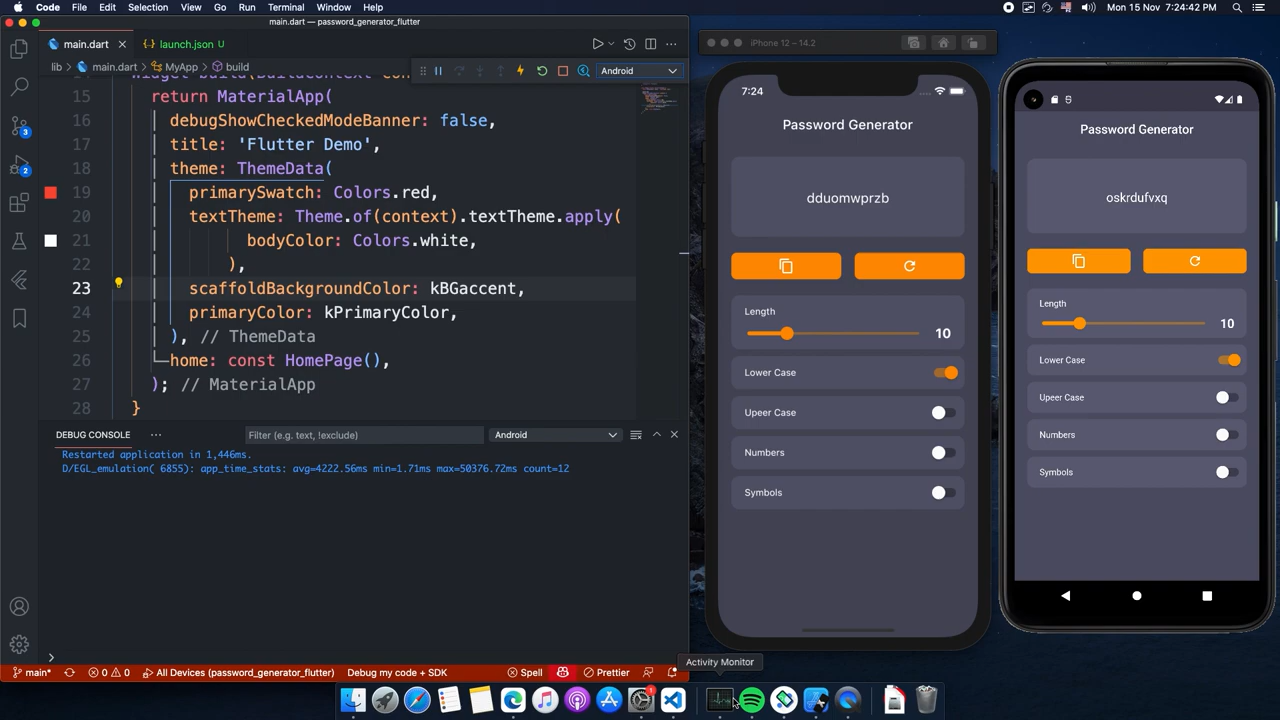 Code File Edit Selection View Go Run Terminal Window Help
Mon 15 Nov 7:24:42 PM
main.dart — password_generator_flutter
main.dart
launch.json U
lib > main.dart > MyApp > build
Android
15 return MaterialApp(
16 debugShowCheckedModeBanner: false,
17 title: 'Flutter Demo',
18 theme: ThemeData(
19 primarySwatch: Colors.red,
20 textTheme: Theme.of(context).textTheme.apply(
21 bodyColor: Colors.white,
22 ),
23 scaffoldBackgroundColor: kBGaccent,
24 primaryColor: kPrimaryColor,
25 ), // ThemeData
26 home: const HomePage(),
27 ); // MaterialApp
28 }
3
2
DEBUG CONSOLE
Filter (e.g. text, !exclude)
Android
Restarted application in 1,446ms.
D/EGL_emulation( 6855): app_time_stats: avg=4222.56ms min=1.71ms max=50376.72ms count=12
main*
0
0
All Devices (password_generator_flutter)
Debug my code + SDK
Spell
Prettier
iPhone 12 – 14.2
7:24
Password Generator
dduomwprzb
Length
10
Lower Case
Upeer Case
Numbers
Symbols
Password Generator
oskrdufvxq
Length
10
Lower Case
Upeer Case
Numbers
Symbols
Activity Monitor
1